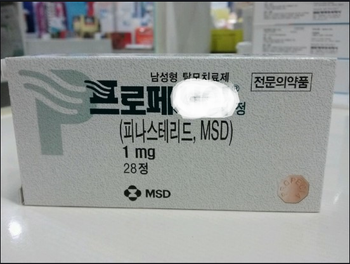 남성형 탈모치료제
전문의약품
프로페
정
(피나스테리드, MSD)
1 mg
28정
MSD